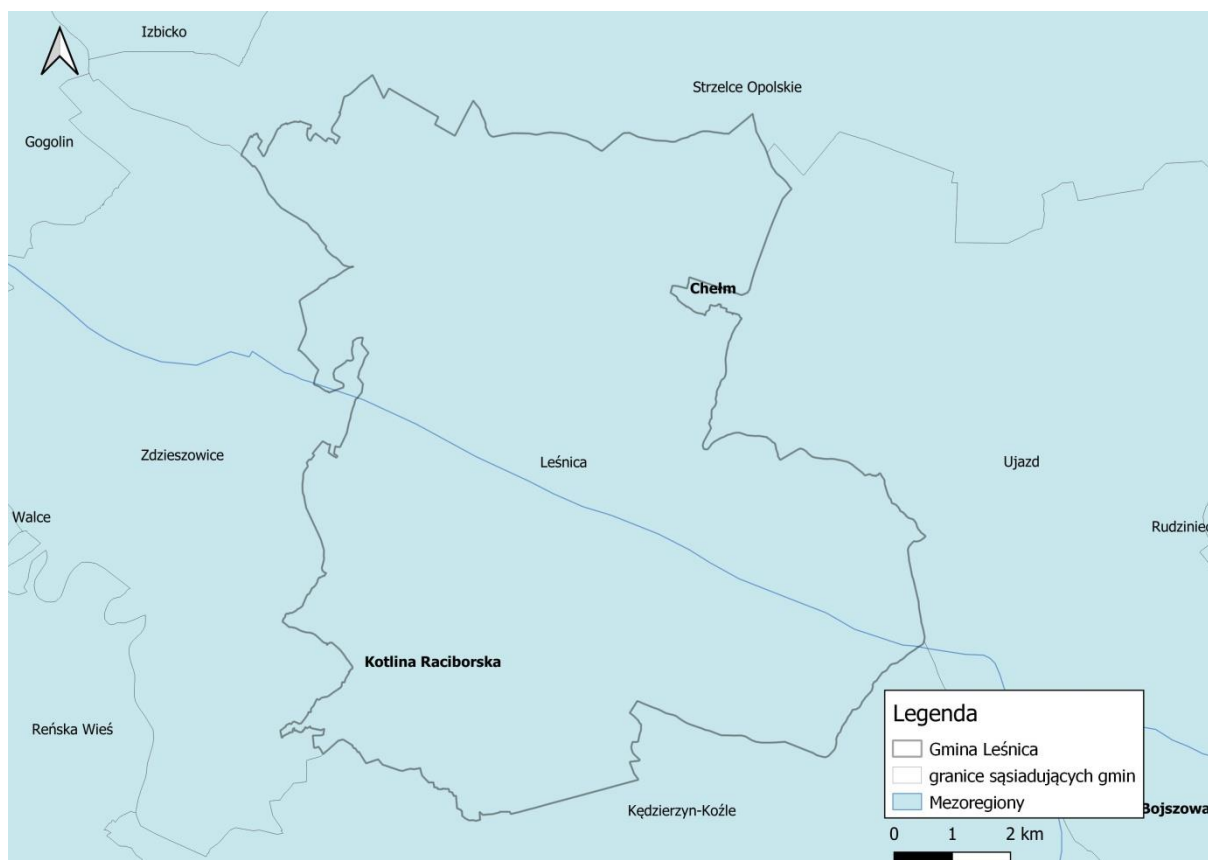 Izbicko
Strzelce Opolskie
Gogolin
Chełm
Zdzieszowice
Leśnica
Ujazd
Walce
Rudziniec
Kotlina Raciborska
Reńska Wieś
Legenda
Gmina Leśnica
granice sąsiadujących gmin
Mezoregiony
Kędzierzyn-Koźle
Bojszowa
0 1 2 km